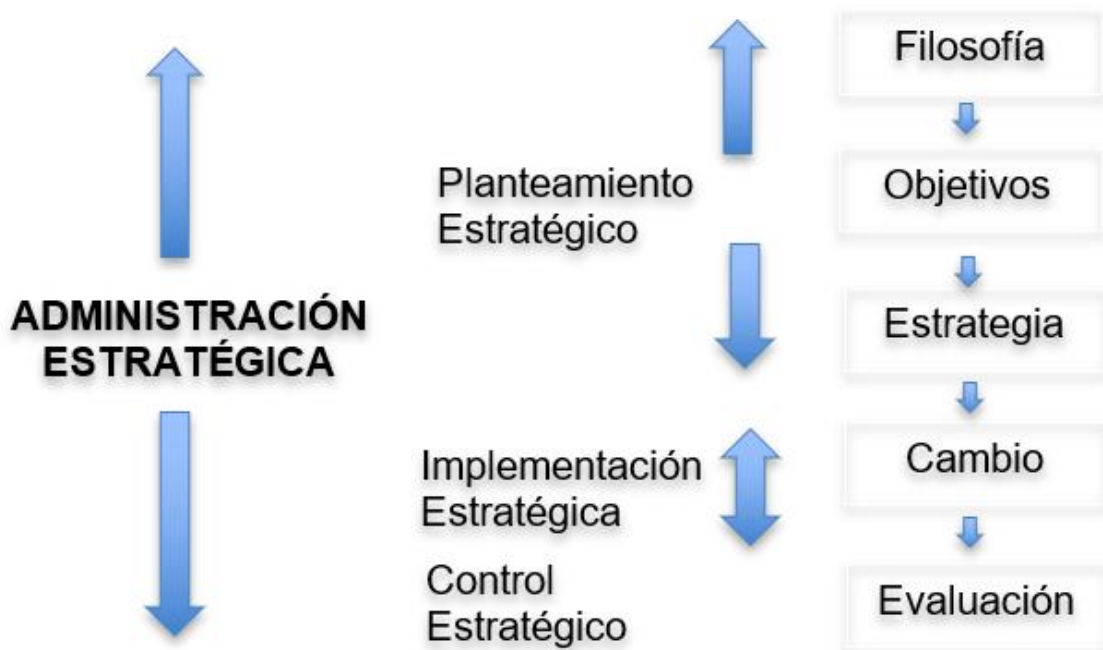 ADMINISTRACIÓN
ESTRATÉGICA
Planteamiento
Estratégico
Implementación
Estratégica
Control
Estratégico
Filosofía
Objetivos
Estrategia
Cambio
Evaluación